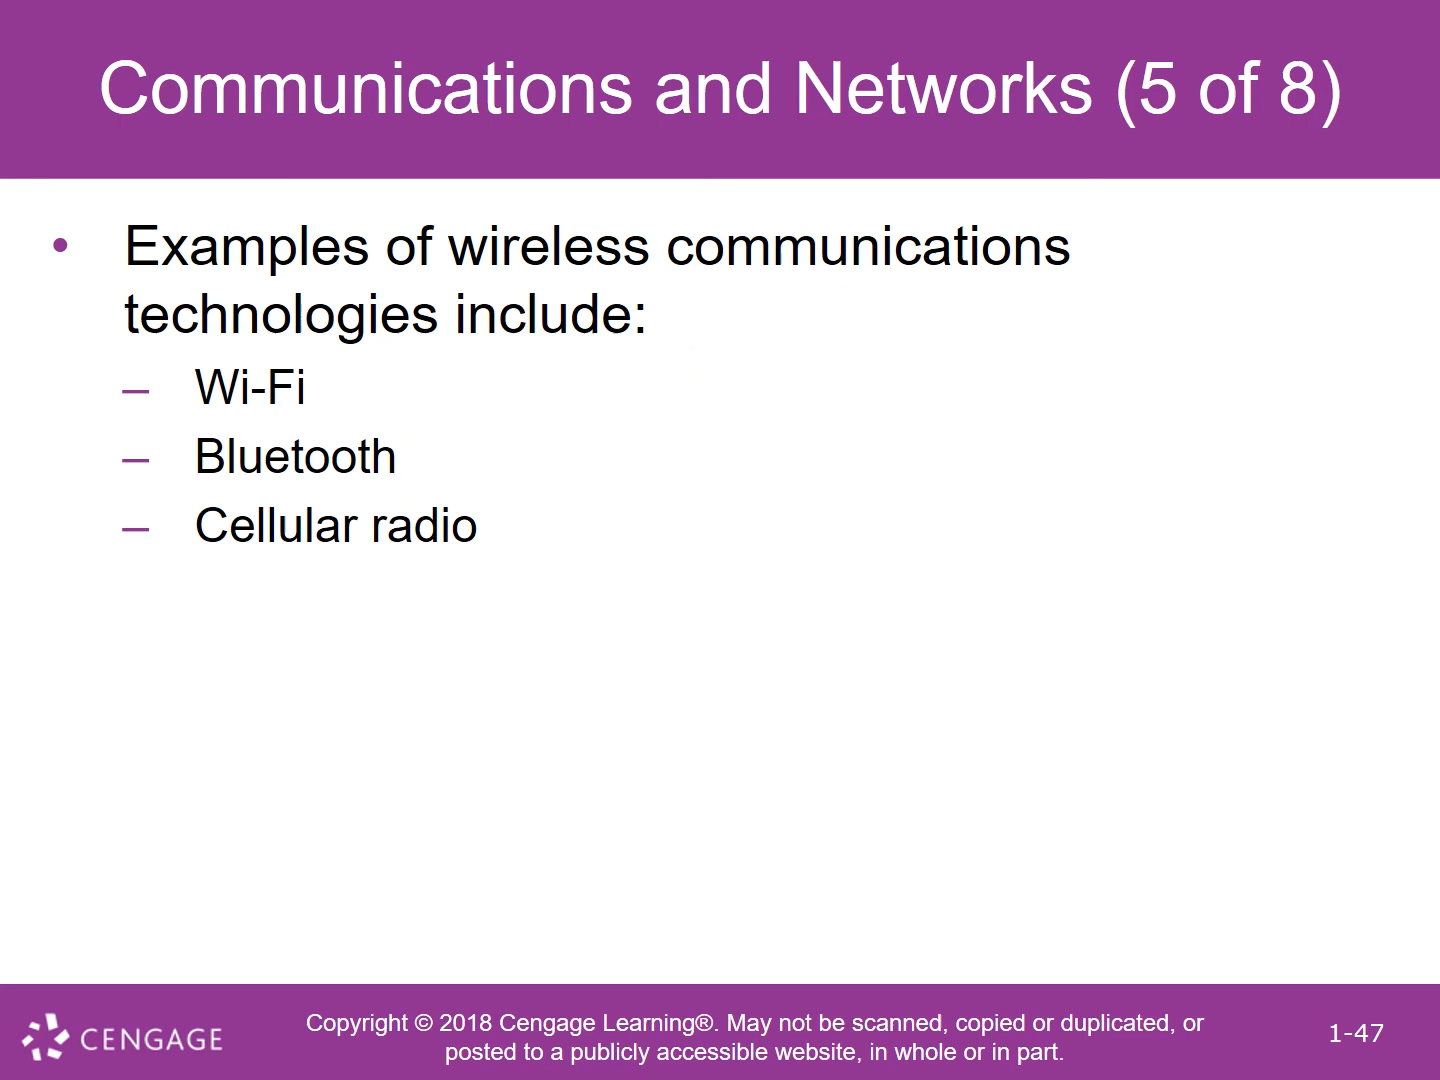 Communications and Networks (5 of 8)
• Examples of wireless communications
technologies include:
– Wi-Fi
– Bluetooth
– Cellular radio
CENGAGE
Copyright © 2018 Cengage Learning®. May not be scanned, copied or duplicated, or
posted to a publicly accessible website, in whole or in part.
1-47